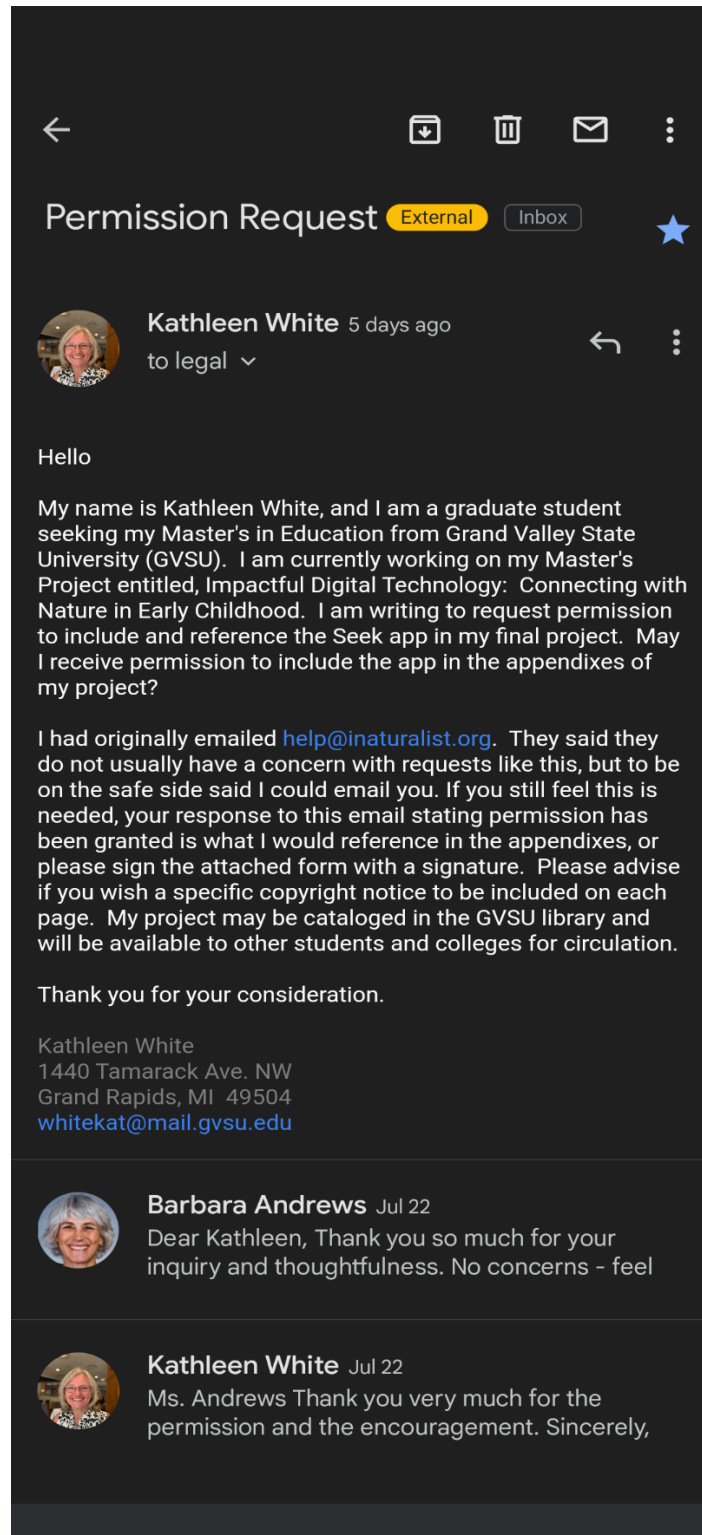 Permission Request External Inbox
Kathleen White 5 days ago
to legal
Hello
My name is Kathleen White, and I am a graduate student
seeking my Master's in Education from Grand Valley State
University (GVSU).  I am currently working on my Master's
Project entitled, Impactful Digital Technology:  Connecting with
Nature in Early Childhood.  I am writing to request permission
to include and reference the Seek app in my final project.  May
I receive permission to include the app in the appendixes of
my project?
I had originally emailed help@inaturalist.org.  They said they
do not usually have a concern with requests like this, but to be
on the safe side said I could email you. If you still feel this is
needed, your response to this email stating permission has
been granted is what I would reference in the appendixes, or
please sign the attached form with a signature.  Please advise
if you wish a specific copyright notice to be included on each
page.  My project may be cataloged in the GVSU library and
will be available to other students and colleges for circulation.
Thank you for your consideration.
Kathleen White
1440 Tamarack Ave. NW
Grand Rapids, MI  49504
whitekat@mail.gvsu.edu
Barbara Andrews Jul 22
Dear Kathleen, Thank you so much for your
inquiry and thoughtfulness. No concerns - feel
Kathleen White Jul 22
Ms. Andrews Thank you very much for the
permission and the encouragement. Sincerely,